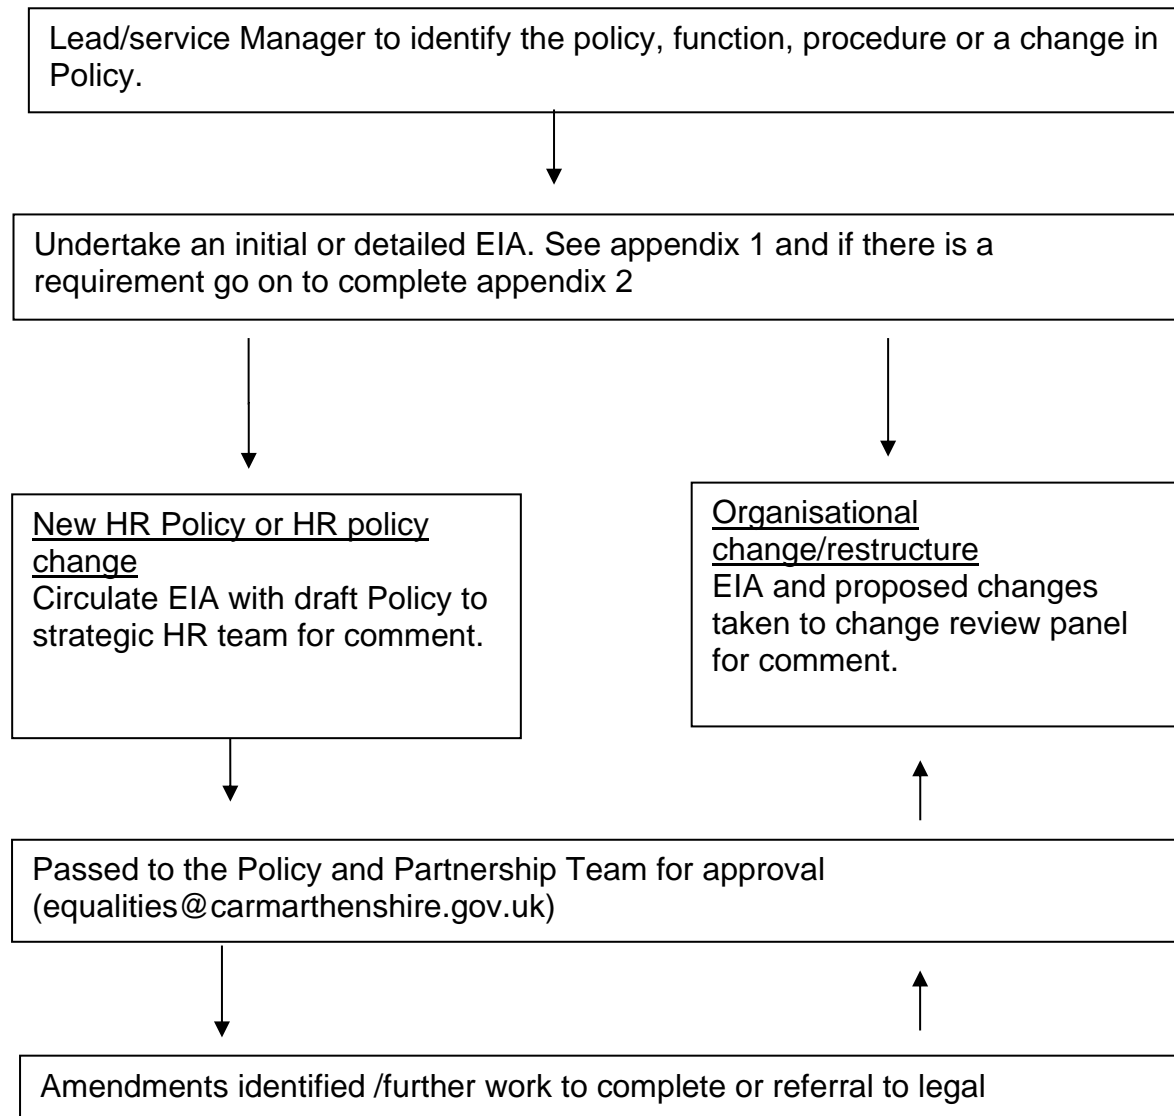 Lead/service Manager to identify the policy, function, procedure or a change in
Policy.
Undertake an initial or detailed EIA. See appendix 1 and if there is a
requirement go on to complete appendix 2
New HR Policy or HR policy
change
Circulate EIA with draft Policy to
strategic HR team for comment.
Organisational
change/restructure
EIA and proposed changes
taken to change review panel
for comment.
Passed to the Policy and Partnership Team for approval
(equalities@carmarthenshire.gov.uk)
Amendments identified /further work to complete or referral to legal